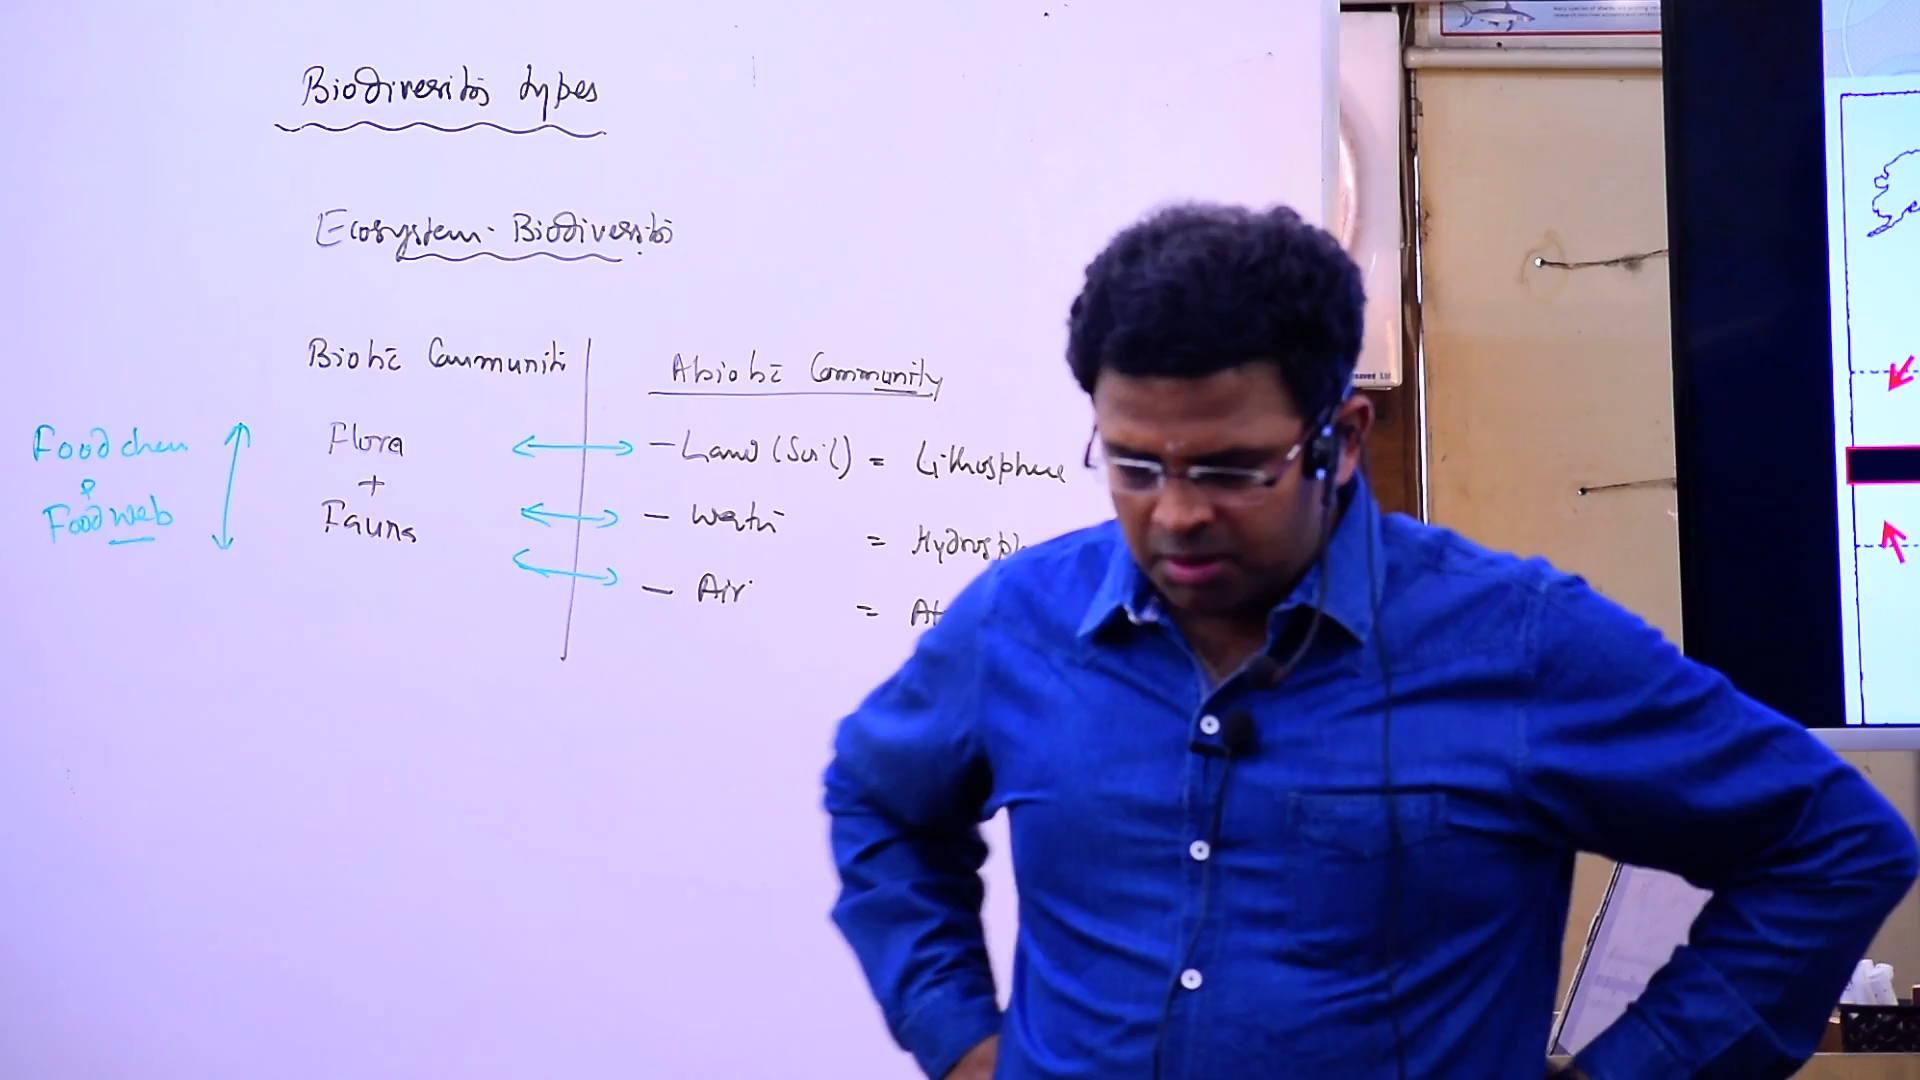 Biodiversity types
Ecosystem - Biodiversity
Biotic Community
Abiotic Community
Food chain
Flora
- Land (Soil) = Lithosphere
&
+
Food web
Fauna
- Water
= Hydrosph
- Air
= At